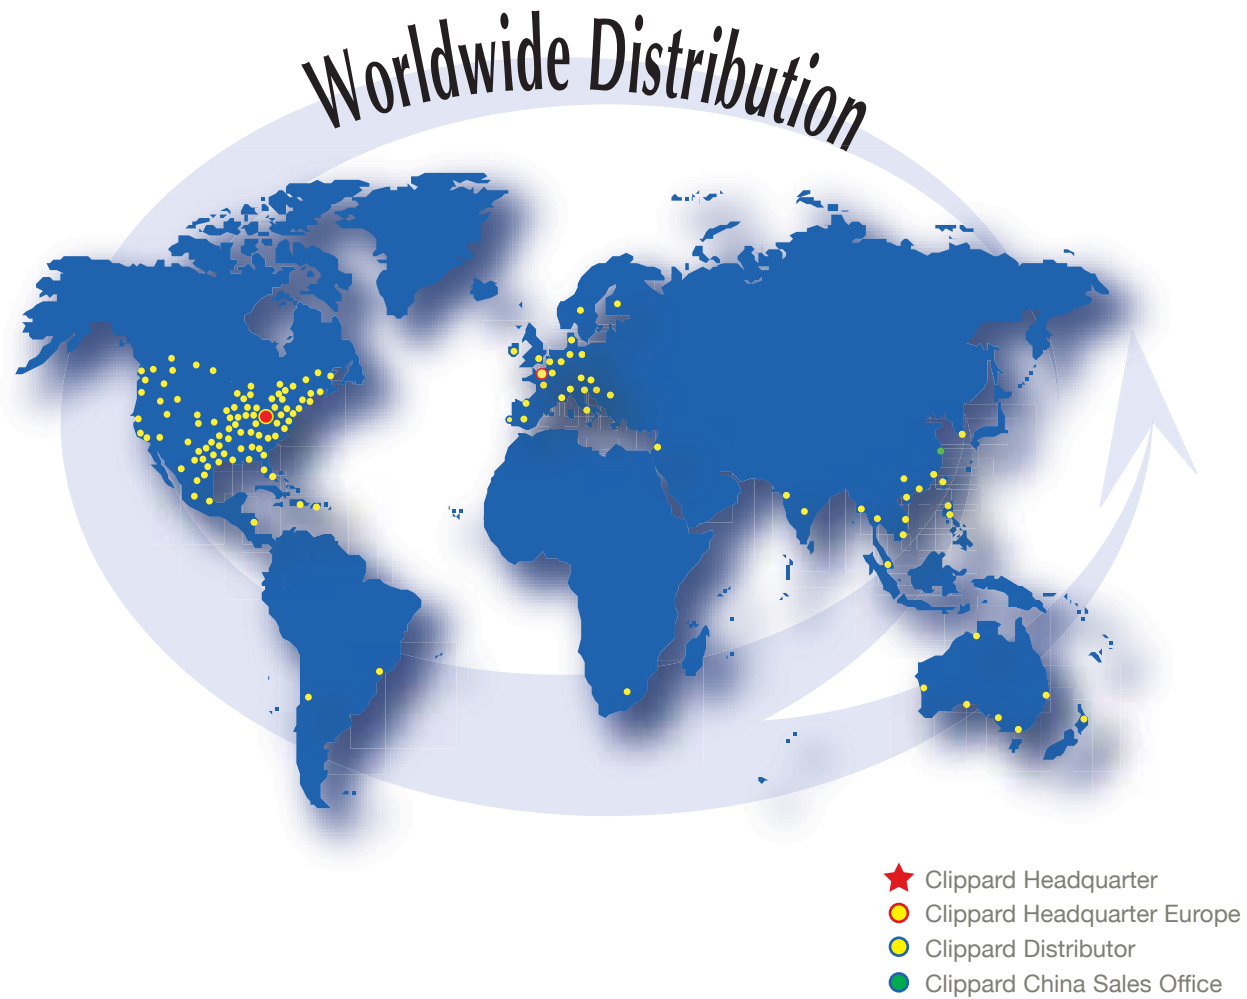 Worldwide Distribution
Clippard Headquarter
Clippard Headquarter Europe
Clippard Distributor
Clippard China Sales Office